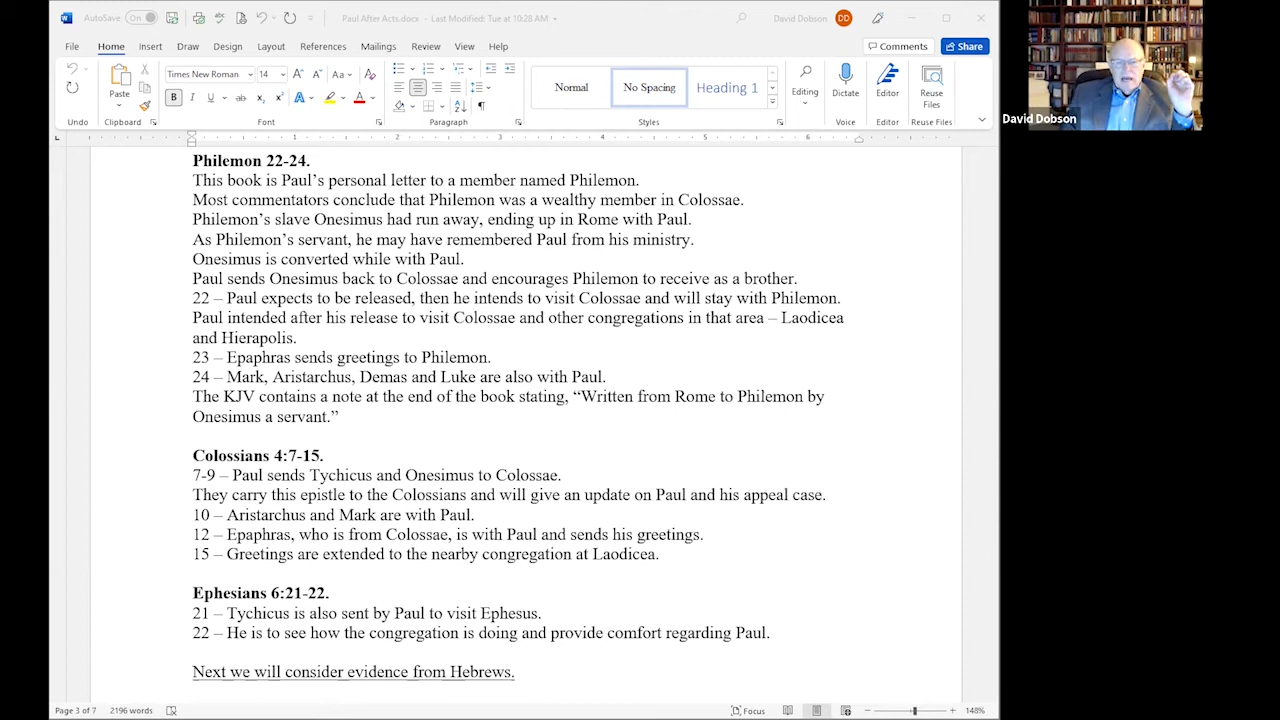 AutoSave
On
Paul After Acts.docx - Last Modified: Tue at 10:28 AM
David Dobson
DD
File Home Insert Draw Design Layout References Mailings Review View Help
Comments
Share
Paste
Times New Roman
14
A A Aa A
B I U ab x₂ x² A A
Normal
No Spacing
Heading 1
Editing
Dictate
Editor
Reuse
Files
Undo
Clipboard
Font
Paragraph
Styles
Voice
Editor
Reuse Files
1 2 3 4 5 6
Philemon 22-24.
This book is Paul’s personal letter to a member named Philemon.
Most commentators conclude that Philemon was a wealthy member in Colossae.
Philemon’s slave Onesimus had run away, ending up in Rome with Paul.
As Philemon’s servant, he may have remembered Paul from his ministry.
Onesimus is converted while with Paul.
Paul sends Onesimus back to Colossae and encourages Philemon to receive as a brother.
22 – Paul expects to be released, then he intends to visit Colossae and will stay with Philemon.
Paul intended after his release to visit Colossae and other congregations in that area – Laodicea
and Hierapolis.
23 – Epaphras sends greetings to Philemon.
24 – Mark, Aristarchus, Demas and Luke are also with Paul.
The KJV contains a note at the end of the book stating, “Written from Rome to Philemon by
Onesimus a servant.”
Colossians 4:7-15.
7-9 – Paul sends Tychicus and Onesimus to Colossae.
They carry this epistle to the Colossians and will give an update on Paul and his appeal case.
10 – Aristarchus and Mark are with Paul.
12 – Epaphras, who is from Colossae, is with Paul and sends his greetings.
15 – Greetings are extended to the nearby congregation at Laodicea.
Ephesians 6:21-22.
21 – Tychicus is also sent by Paul to visit Ephesus.
22 – He is to see how the congregation is doing and provide comfort regarding Paul.
Next we will consider evidence from Hebrews.
Page 3 of 7
2196 words
Focus
148%
David Dobson